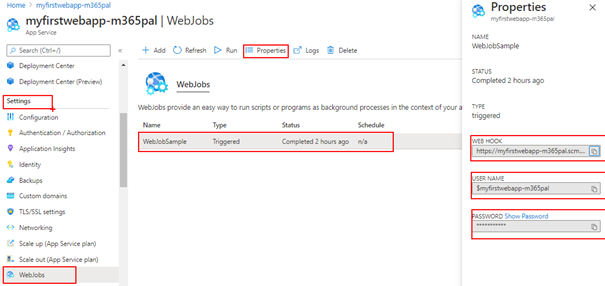 Home > myfirstwebapp-m365pal
myfirstwebapp-m365pal | WebJobs
App Service
Search (Ctrl+/)
«
Deployment Center
Deployment Center (Preview)
Settings
Configuration
Authentication / Authorization
Application Insights
Identity
Backups
Custom domains
TLS/SSL settings
Networking
Scale up (App Service plan)
Scale out (App Service plan)
WebJobs
Add Refresh Run Properties Logs Delete
WebJobs
WebJobs provide an easy way to run scripts or programs as background processes in the context of your a
Name Type Status Schedule
WebJobSample Triggered Completed 2 hours ago n/a
Properties
myfirstwebapp-m365pal
NAME
WebJobSample
STATUS
Completed 2 hours ago
TYPE
triggered
WEB HOOK
https://myfirstwebapp-m365pal.scm....
USER NAME
$myfirstwebapp-m365pal
PASSWORD Show Password
***********